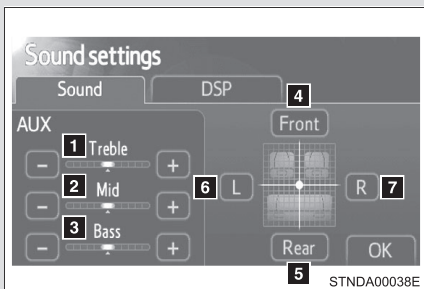 Sound settings
Sound DSP
4
AUX Front
1 Treble
- +
2 Mid 6 L R 7
- +
3 Bass
- + Rear OK
5
STNDA00038E